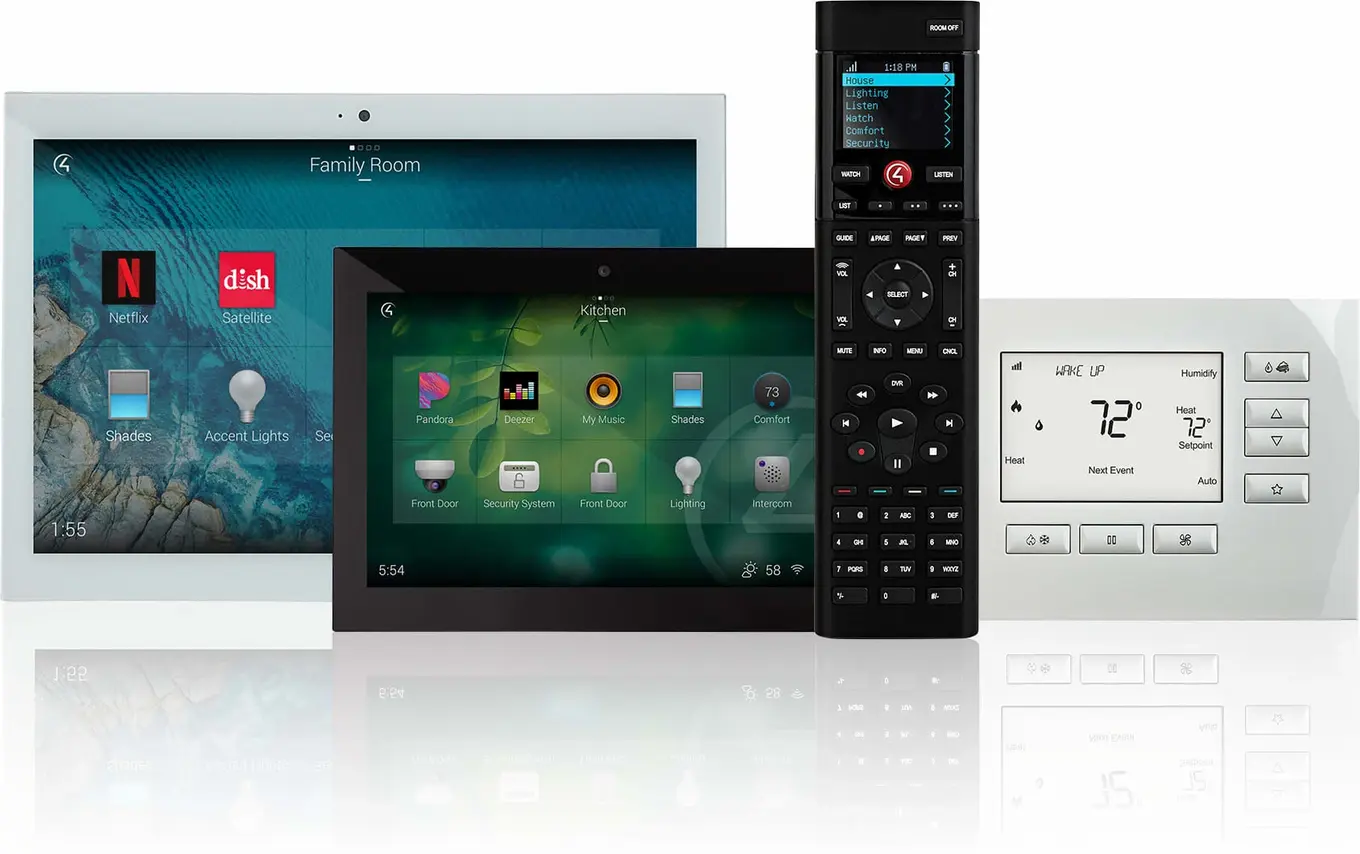 Family Room
Netflix
dish
Satellite
Shades
Accent Lights
Sec
1:55
Kitchen
Pandora
Deezer
My Music
73
Shades
Comfort
Front Door
Security System
Front Door
Lighting
Intercom
5:54
58
ROOM OFF
1:18 PM
House
Lighting
Listen
Watch
Comfort
Security
WATCH
LISTEN
LIST
GUIDE
▲PAGE
PAGE▼
PREV
VOL
+
CH
SELECT
VOL
CH
-
MUTE
INFO
MENU
CNCL
DVR
1 @
2 ABC
3 DEF
4 GHI
5 JKL
6 MNO
7 PQRS
8 TUV
9 WXYZ
*/-
0
#/-
WAKE UP
Humidify
72°
Heat
72°
Setpoint
Heat
Next Event
Auto